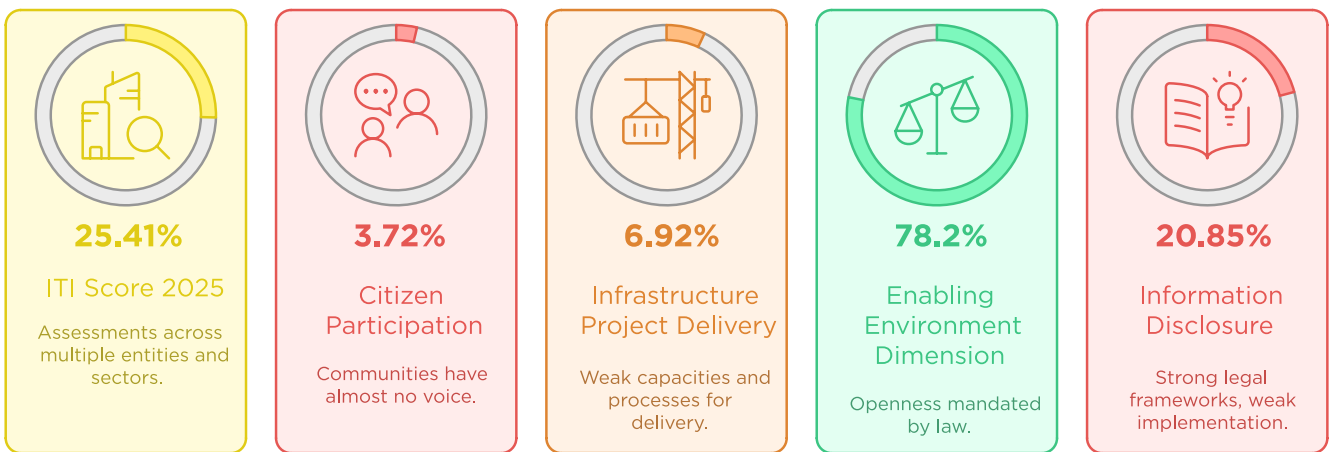 25.41%
ITI Score 2025
Assessments across
multiple entities and
sectors.
3.72%
Citizen
Participation
Communities have
almost no voice.
6.92%
Infrastructure
Project Delivery
Weak capacities and
processes for
delivery.
78.2%
Enabling
Environment
Dimension
Openness mandated
by law.
20.85%
Information
Disclosure
Strong legal
frameworks, weak
implementation.